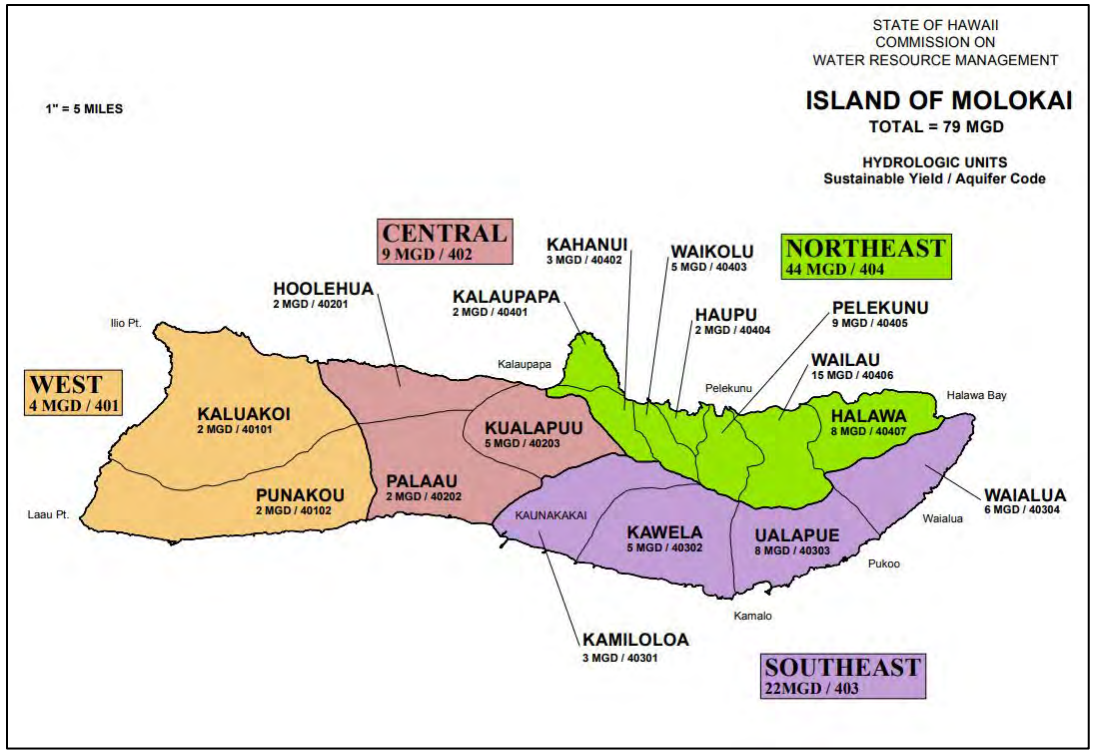 STATE OF HAWAII
COMMISSION ON
WATER RESOURCE MANAGEMENT
1" = 5 MILES
ISLAND OF MOLOKAI
TOTAL = 79 MGD
HYDROLOGIC UNITS
Sustainable Yield / Aquifer Code
CENTRAL
9 MGD / 402
KAHANUI
3 MGD / 40402
WAIKOLU
5 MGD / 40403
NORTHEAST
44 MGD / 404
HOOLEHUA
2 MGD / 40201
KALAUPAPA
2 MGD / 40401
HAUPU
2 MGD / 40404
PELEKUNU
9 MGD / 40405
Ilio Pt.
Kalaupapa
WAILAU
15 MGD / 40406
WEST
4 MGD / 401
Pelekunu
Halawa Bay
KALUAKOI
2 MGD / 40101
KUALAPUU
5 MGD / 40203
HALAWA
8 MGD / 40407
PUNAKOU
2 MGD / 40102
PALAAU
2 MGD / 40202
WAIALUA
6 MGD / 40304
Laau Pt.
KAUNAKAKAI
Waialua
KAWELA
5 MGD / 40302
UALAPUE
8 MGD / 40303
Pukoo
Kamalo
KAMILOLOA
3 MGD / 40301
SOUTHEAST
22MGD / 403